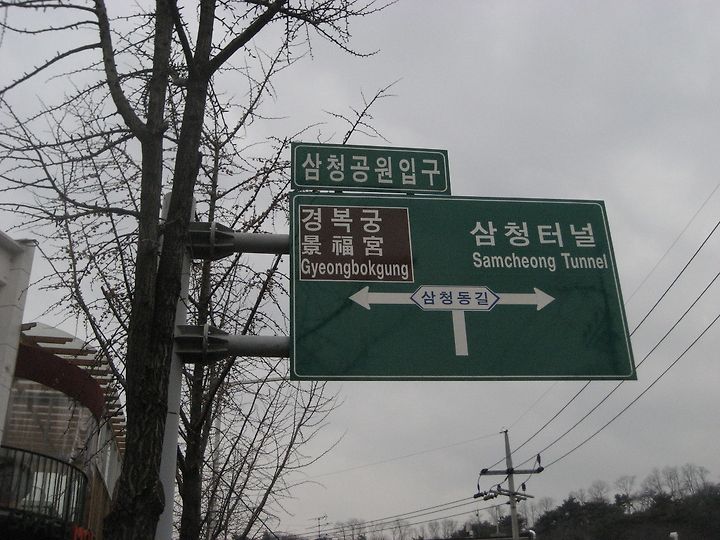 삼청공원입구
경복궁
景福宮
Gyeongbokgung
삼청터널
Samcheong Tunnel
삼청동길